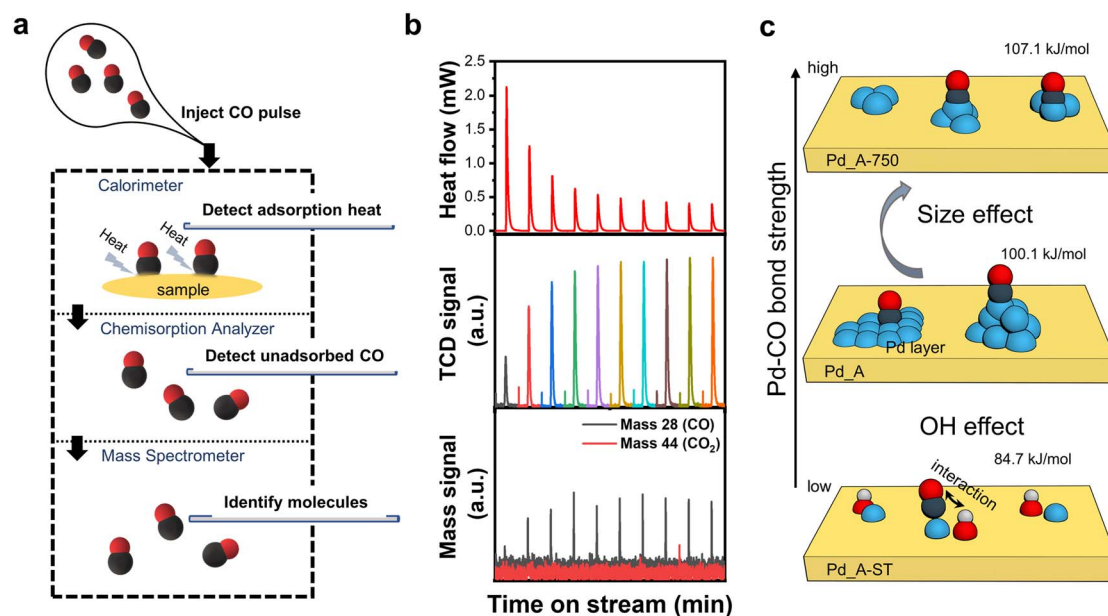 a
Inject CO pulse
Calorimeter
Detect adsorption heat
Heat
Heat
sample
Chemisorption Analyzer
Detect unadsorbed CO
Mass Spectrometer
Identify molecules
b
Heat flow (mW)
2.5
2.0
1.5
1.0
0.5
0.0
TCD signal
(a.u.)
Mass signal
(a.u.)
Mass 28 (CO)
Mass 44 (CO₂)
Time on stream (min)
c
Pd-CO bond strength
high
107.1 kJ/mol
Pd_A-750
Size effect
100.1 kJ/mol
Pd layer
Pd_A
OH effect
84.7 kJ/mol
low
interaction
Pd_A-ST